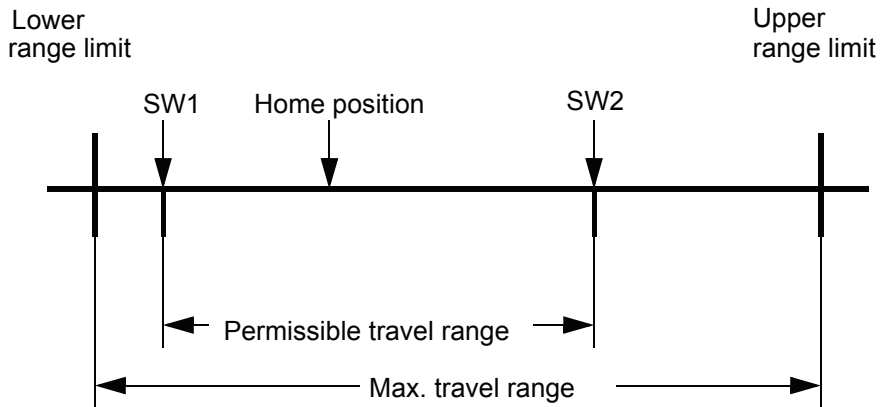 Lower
range limit
Upper
range limit
SW1
Home position
SW2
Permissible travel range
Max. travel range